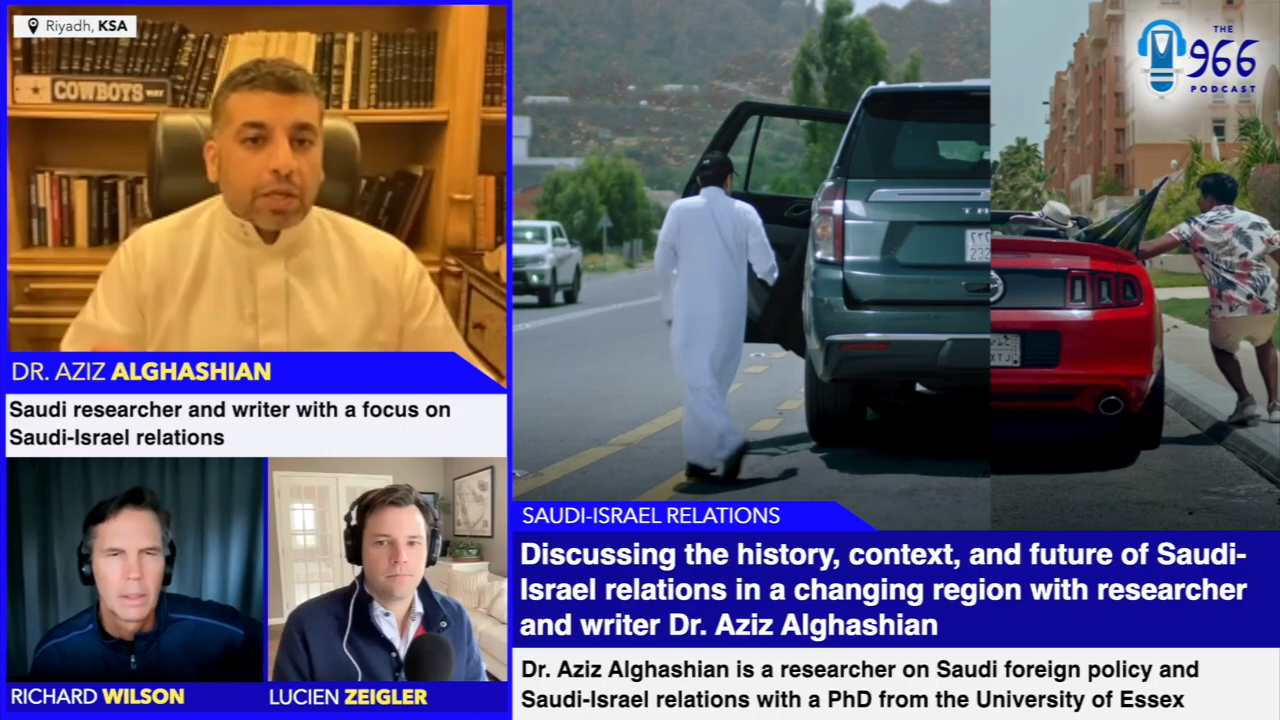 Riyadh, KSA
COWBOYS WAY
DR. AZIZ ALGHASHIAN
Saudi researcher and writer with a focus on
Saudi-Israel relations
RICHARD WILSON
LUCIEN ZEIGLER
THE
966
PODCAST
SAUDI-ISRAEL RELATIONS
Discussing the history, context, and future of Saudi-
Israel relations in a changing region with researcher
and writer Dr. Aziz Alghashian
Dr. Aziz Alghashian is a researcher on Saudi foreign policy and
Saudi-Israel relations with a PhD from the University of Essex